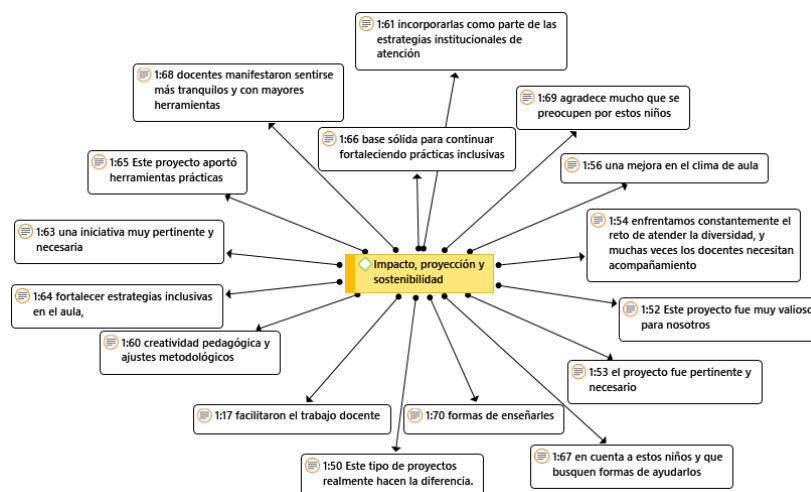 1:61 incorporarlas como parte de las
estrategias institucionales de
atención
1:68 docentes manifestaron sentirse
más tranquilos y con mayores
herramientas
1:69 agradece mucho que se
preocupen por estos niños
1:66 base sólida para continuar
fortaleciendo prácticas inclusivas
1:65 Este proyecto aportó
herramientas prácticas
1:56 una mejora en el clima de aula
1:63 una iniciativa muy pertinente y
necesaria
1:54 enfrentamos constantemente el
reto de atender la diversidad, y
muchas veces los docentes necesitan
acompañamiento
Impacto, proyección y
sostenibilidad
1:64 fortalecer estrategias inclusivas
en el aula,
1:52 Este proyecto fue muy valioso
para nosotros
1:60 creatividad pedagógica y
ajustes metodológicos
1:53 el proyecto fue pertinente y
necesario
1:17 facilitaron el trabajo docente
1:70 formas de enseñarles
1:50 Este tipo de proyectos
realmente hacen la diferencia.
1:67 en cuenta a estos niños y que
busquen formas de ayudarlos